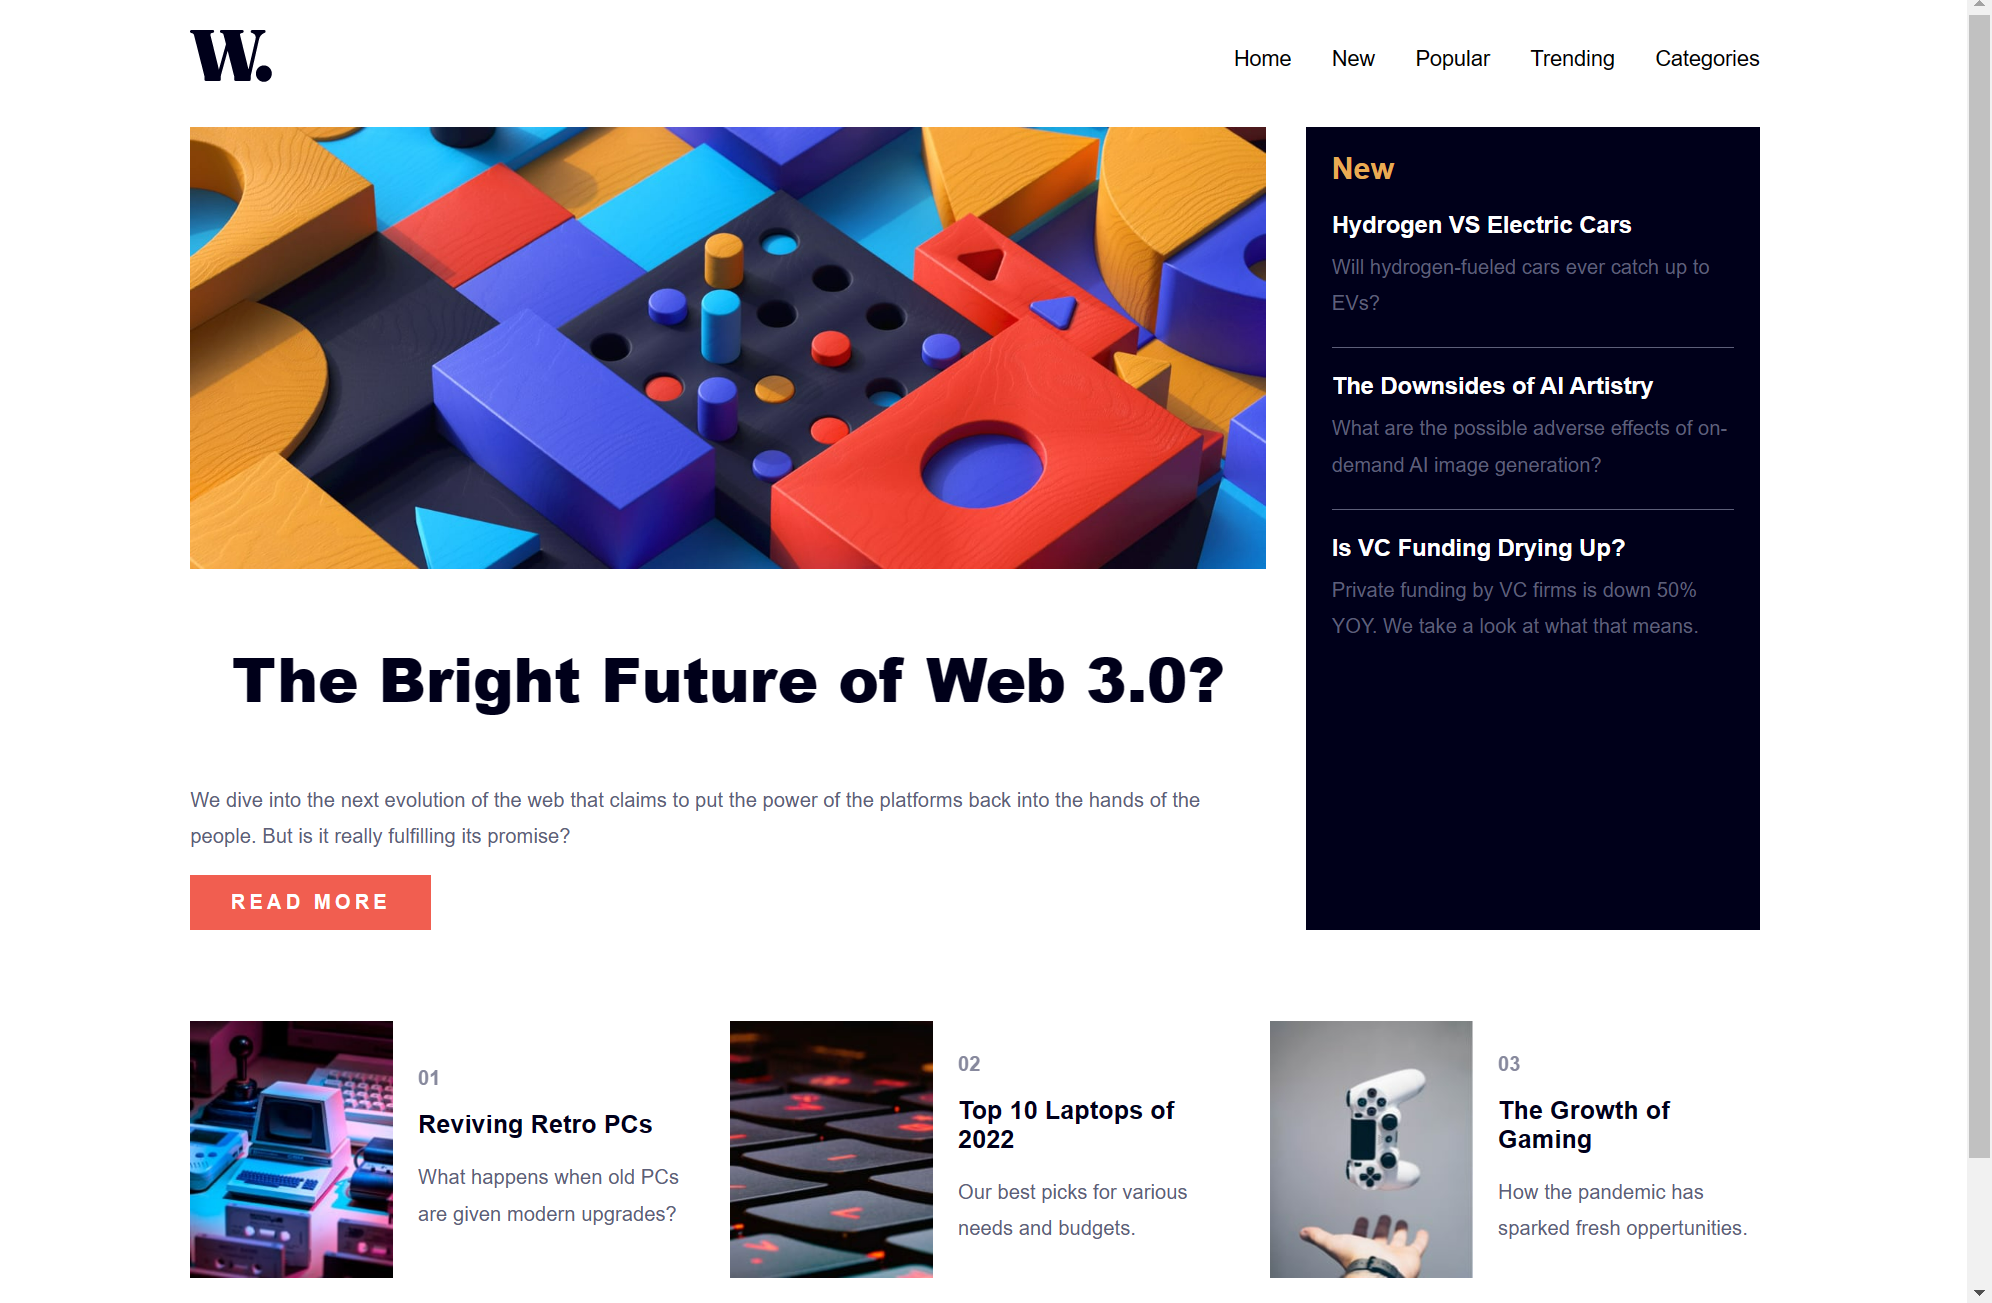 W.
Home New Popular Trending Categories
New
Hydrogen VS Electric Cars
Will hydrogen-fueled cars ever catch up to
EVs?
The Downsides of AI Artistry
What are the possible adverse effects of on-
demand AI image generation?
Is VC Funding Drying Up?
Private funding by VC firms is down 50%
YOY. We take a look at what that means.
The Bright Future of Web 3.0?
We dive into the next evolution of the web that claims to put the power of the platforms back into the hands of the
people. But is it really fulfilling its promise?
READ MORE
01
Reviving Retro PCs
What happens when old PCs
are given modern upgrades?
02
Top 10 Laptops of
2022
Our best picks for various
needs and budgets.
03
The Growth of
Gaming
How the pandemic has
sparked fresh oppertunities.